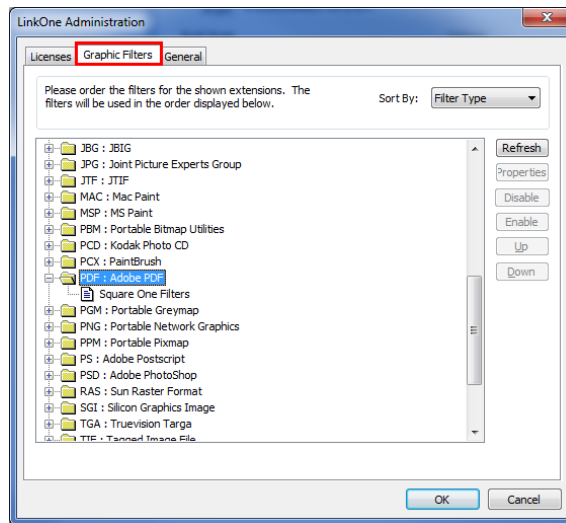 LinkOne Administration
Licenses
Graphic Filters
General
Please order the filters for the shown extensions. The
filters will be used in the order displayed below.
Sort By:
Filter Type
JBG : JBIG
JPG : Joint Picture Experts Group
JTF : JTIF
MAC : Mac Paint
MSP : MS Paint
PBM : Portable Bitmap Utilities
PCD : Kodak Photo CD
PCX : PaintBrush
PDF : Adobe PDF
Square One Filters
PGM : Portable Greymap
PNG : Portable Network Graphics
PPM : Portable Pixmap
PS : Adobe Postscript
PSD : Adobe PhotoShop
RAS : Sun Raster Format
SGI : Silicon Graphics Image
TGA : Truevision Targa
TIF : Tagged Image File
Refresh
Properties
Disable
Enable
Up
Down
OK
Cancel